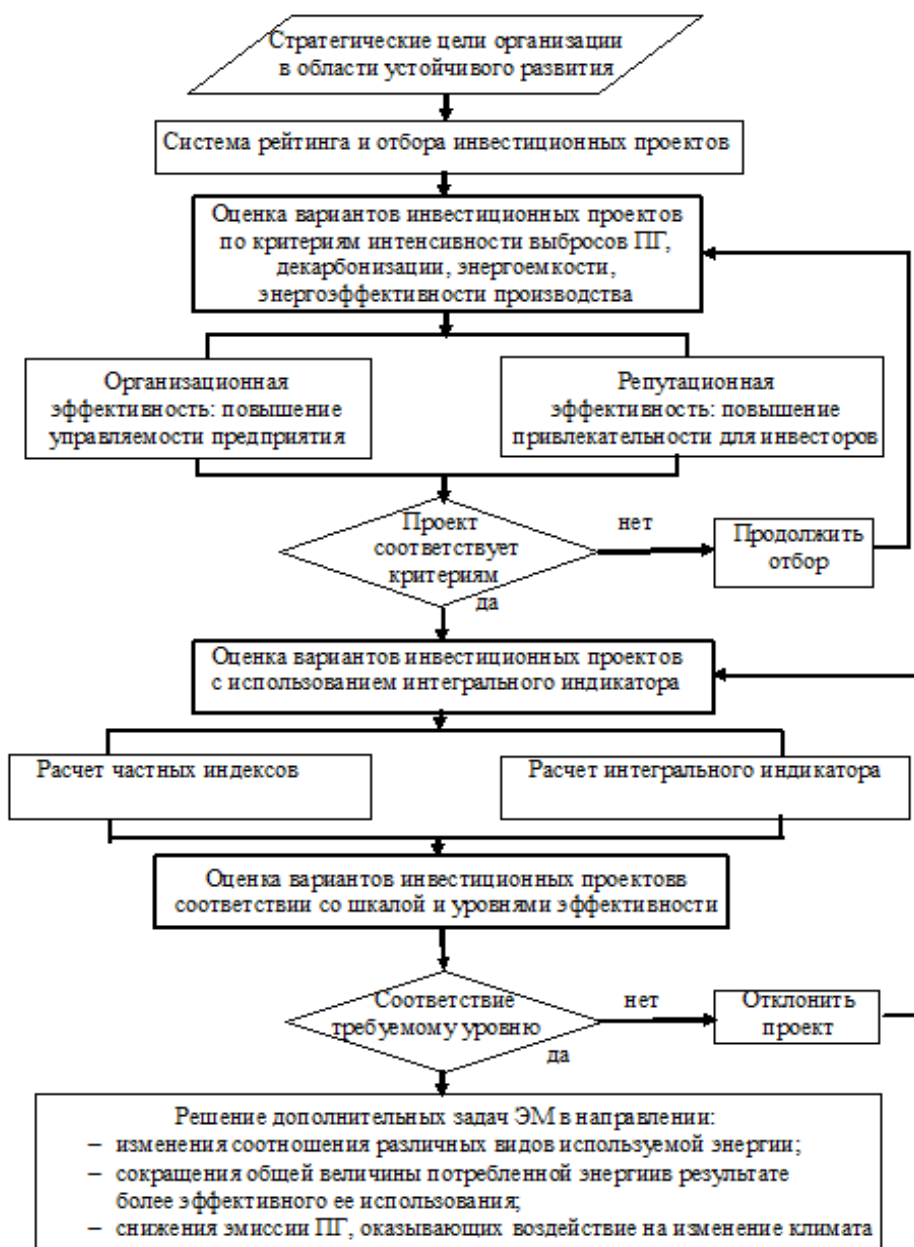 Стратегические цели организации
в области устойчивого развития
Система рейтинга и отбора инвестиционных проектов
Оценка вариантов инвестиционных проектов
по критериям интенсивности выбросов ПГ,
декарбонизации, энергоемкости,
энергоэффективности производства
Организационная
эффективность: повышение
управляемости предприятия
Репутационная
эффективность: повышение
привлекательности для инвесторов
Проект
соответствует
критериям
нет
Продолжить
отбор
да
Оценка вариантов инвестиционных проектов
с использованием интегрального индикатора
Расчет частных индексов
Расчет интегрального индикатора
Оценка вариантов инвестиционных проектовв
соответствии со шкалой и уровнями эффективности
Соответствие
требуемому уровню
нет
Отклонить
проект
да
Решение дополнительных задач ЭМ в направлении:
– изменения соотношения различных видов используемой энергии;
– сокращения общей величины потребленной энергиив результате
более эффективного ее использования;
– снижения эмиссии ПГ, оказывающих воздействие на изменение климата